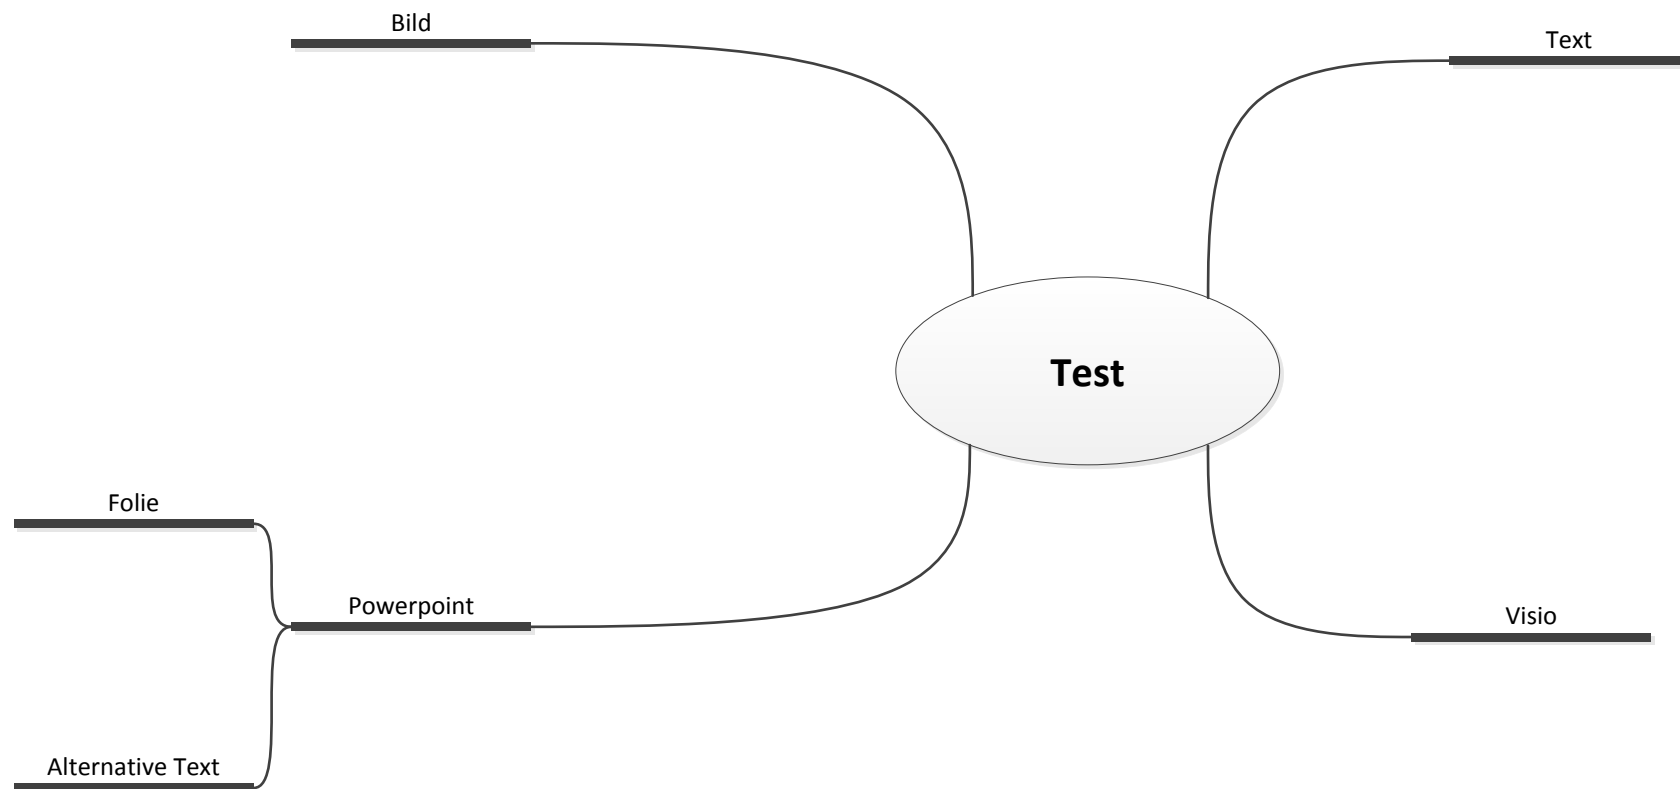 Bild
Text
Test
Folie
Powerpoint
Visio
Alternative Text